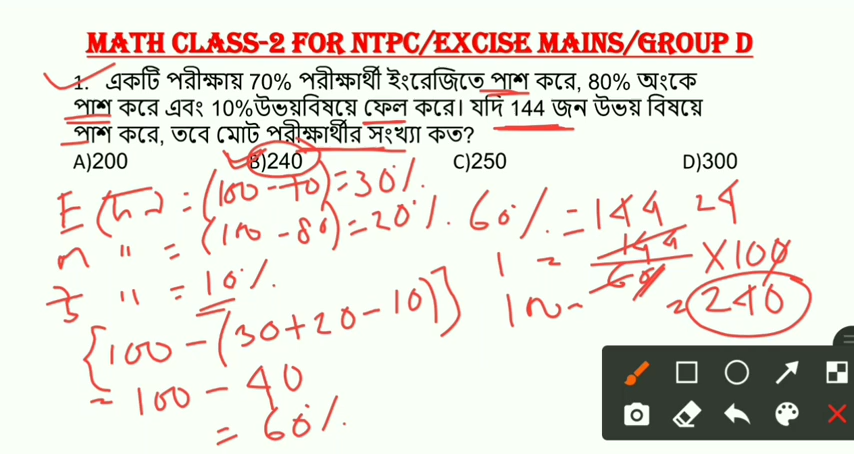 MATH CLASS-2 FOR NTPC/EXCISE MAINS/GROUP D
1. একটি পরীক্ষায় 70% পরীক্ষার্থী ইংরেজিতে পাশ করে, 80% অংকে
পাশ করে এবং 10%উভয়বিষয়ে ফেল করে। যদি 144 জন উভয় বিষয়ে
পাশ করে, তবে মোট পরীক্ষার্থীর সংখ্যা কত?
A)200 B)240 C)250 D)300
E ( = (100-70) = 30%.
m " = (100-80) = 20%.
" = 10%.
{100-(30+20-10)}
= 100-40
= 60%.
60% = 144 24
1 = 144/60 × 100
100 - = 240